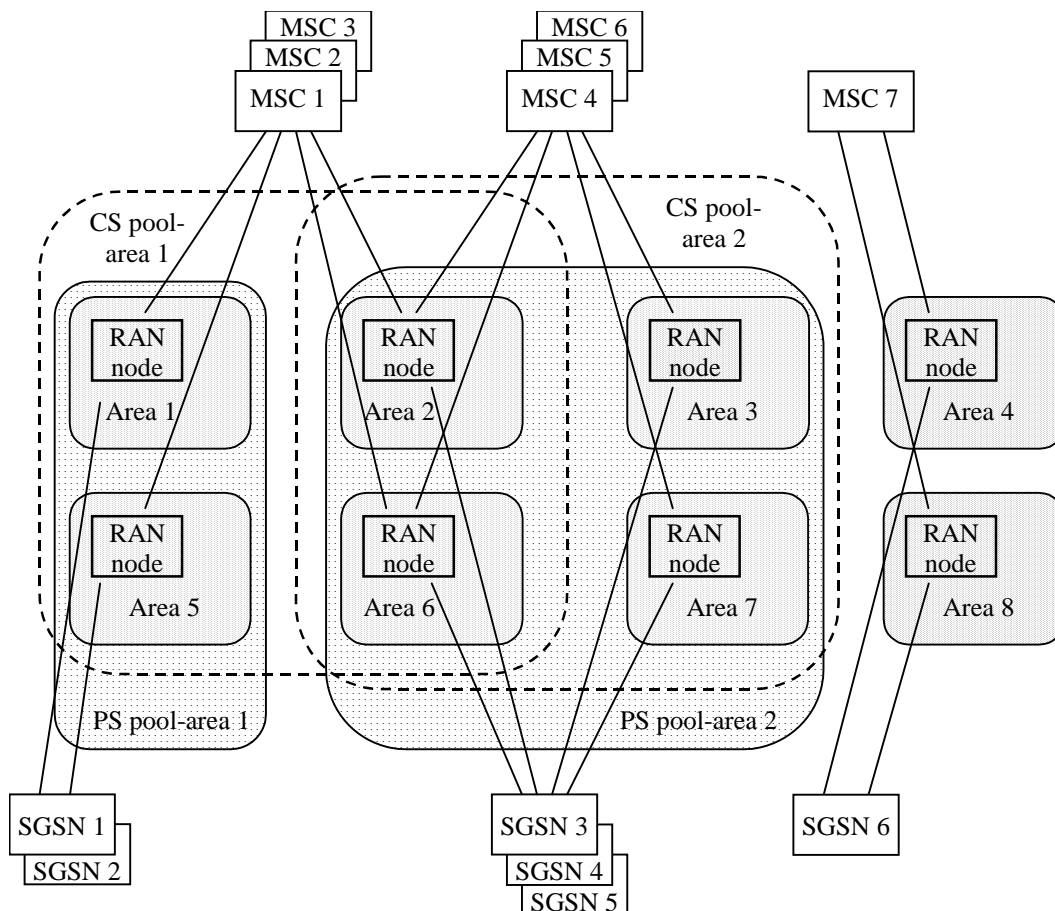 MSC 3
MSC 2
MSC 1
MSC 6
MSC 5
MSC 4
MSC 7
CS pool-
area 1
CS pool-
area 2
RAN
node
Area 1
RAN
node
Area 2
RAN
node
Area 3
RAN
node
Area 4
RAN
node
Area 5
RAN
node
Area 6
RAN
node
Area 7
RAN
node
Area 8
PS pool-area 1
PS pool-area 2
SGSN 1
SGSN 2
SGSN 3
SGSN 4
SGSN 5
SGSN 6